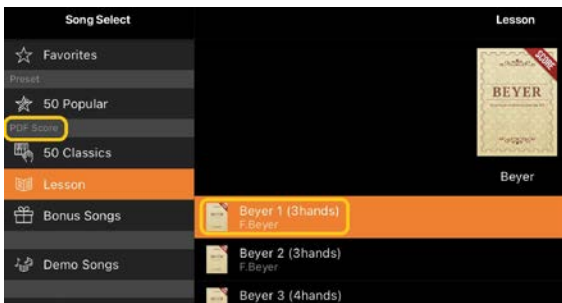 Song Select
Lesson
Favorites
Preset
50 Popular
PDF Score
50 Classics
Lesson
Bonus Songs
Demo Songs
SCORE
BEYER
Beyer
Beyer 1 (3hands)
F.Beyer
Beyer 2 (3hands)
F.Beyer
Beyer 3 (4hands)